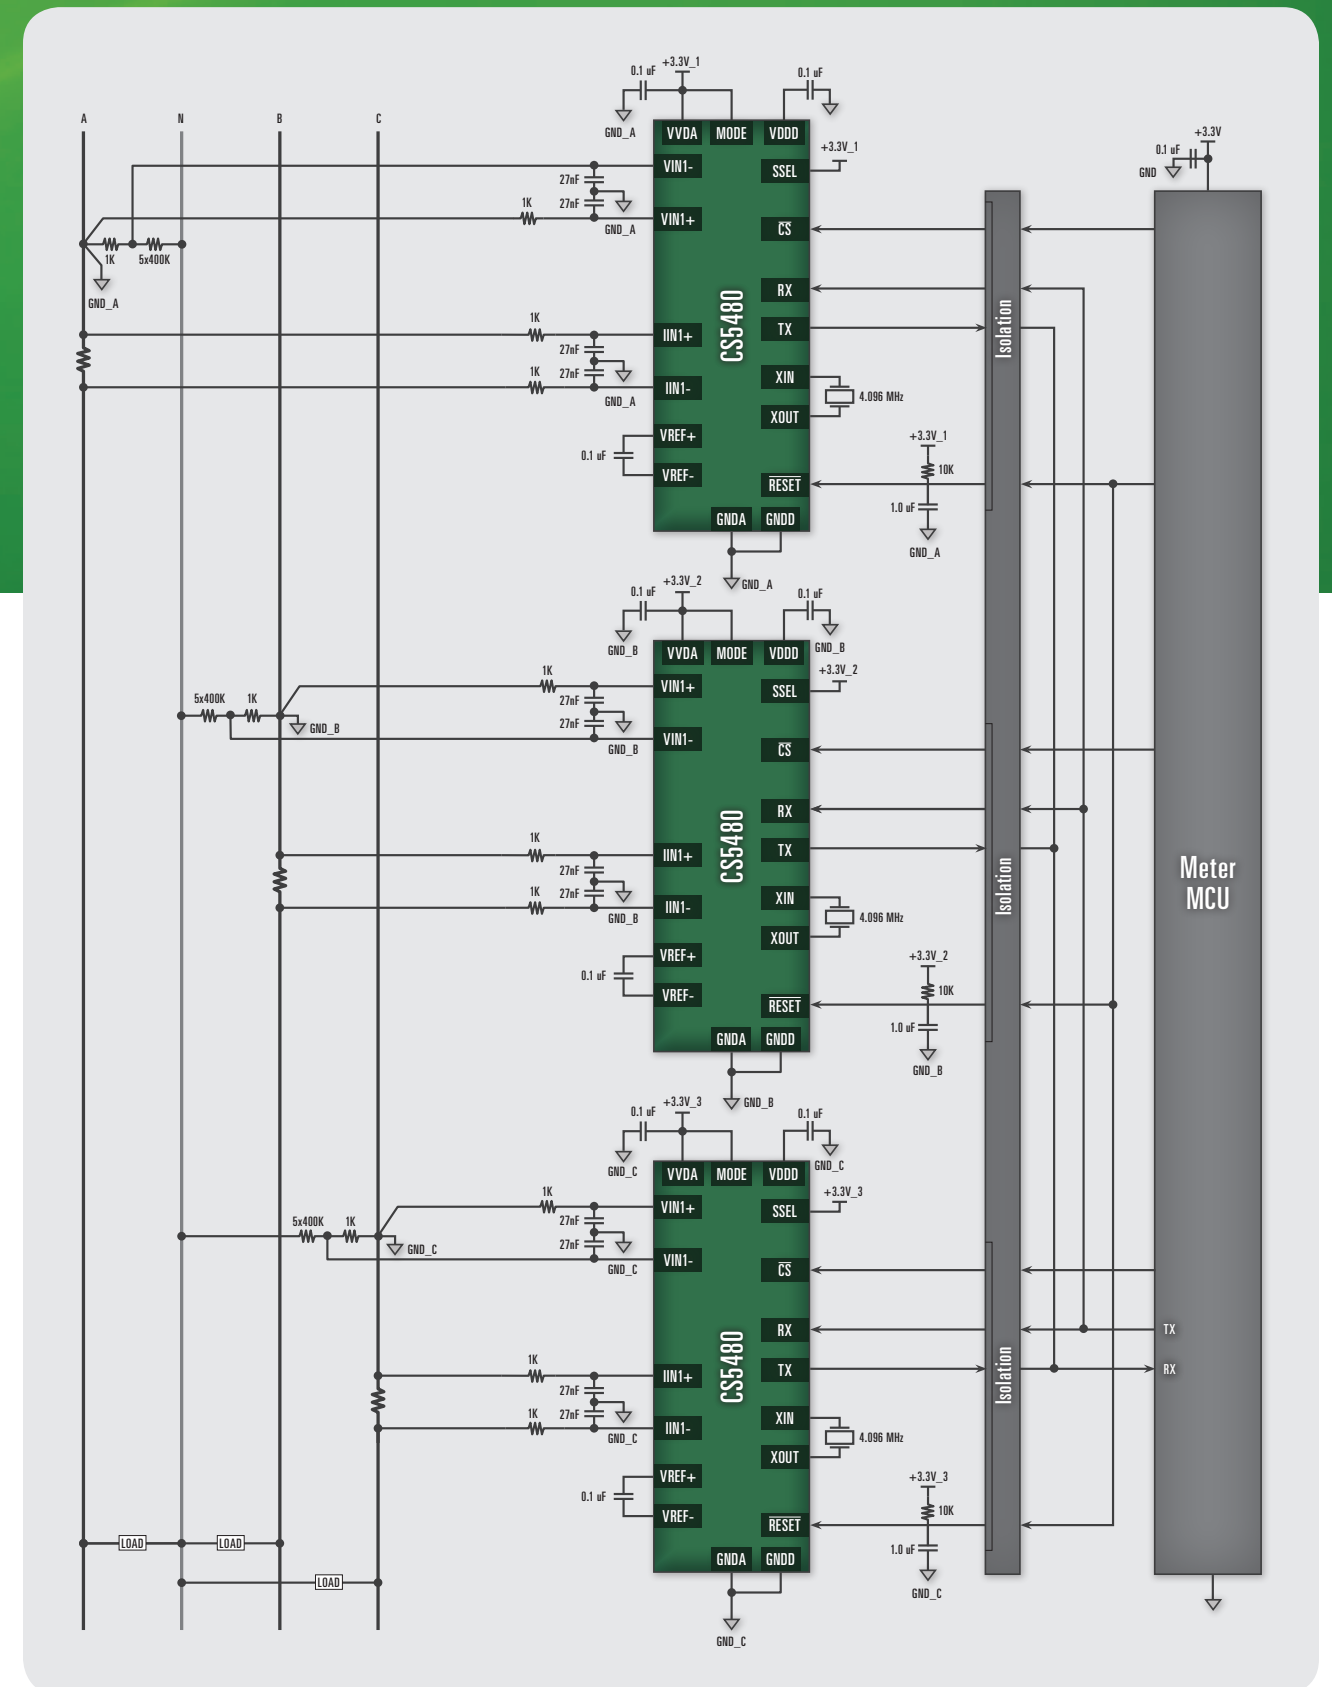 A
N
B
C
0.1 uF
+3.3V_1
0.1 uF
GND_A
VVDA
MODE
VDDD
VIN1-
SSEL
+3.3V_1
27nF
27nF
1K
VIN1+
GND_A
CS
1K
5x400K
GND_A
RX
TX
CS5480
1K
IIN1+
27nF
27nF
1K
IIN1-
GND_A
XIN
XOUT
4.096 MHz
VREF+
0.1 uF
VREF-
RESET
+3.3V_1
10K
1.0 uF
GND_A
GNDA
GNDD
GND_A
Isolation
+3.3V
0.1 uF
GND
0.1 uF
+3.3V_2
0.1 uF
GND_B
GND_B
VVDA
MODE
VDDD
1K
VIN1+
SSEL
+3.3V_2
5x400K
1K
GND_B
27nF
27nF
VIN1-
GND_B
CS
RX
TX
CS5480
1K
IIN1+
27nF
27nF
1K
IIN1-
GND_B
XIN
XOUT
4.096 MHz
VREF+
0.1 uF
VREF-
RESET
+3.3V_2
10K
1.0 uF
GND_B
GNDA
GNDD
GND_B
Isolation
Meter
MCU
0.1 uF
+3.3V_3
0.1 uF
GND_C
GND_C
VVDA
MODE
VDDD
1K
VIN1+
SSEL
+3.3V_3
5x400K
1K
GND_C
27nF
27nF
VIN1-
GND_C
CS
RX
TX
TX
RX
CS5480
1K
IIN1+
27nF
27nF
1K
IIN1-
GND_C
XIN
XOUT
4.096 MHz
VREF+
0.1 uF
VREF-
RESET
+3.3V_3
10K
1.0 uF
GND_C
GNDA
GNDD
GND_C
Isolation
LOAD
LOAD
LOAD